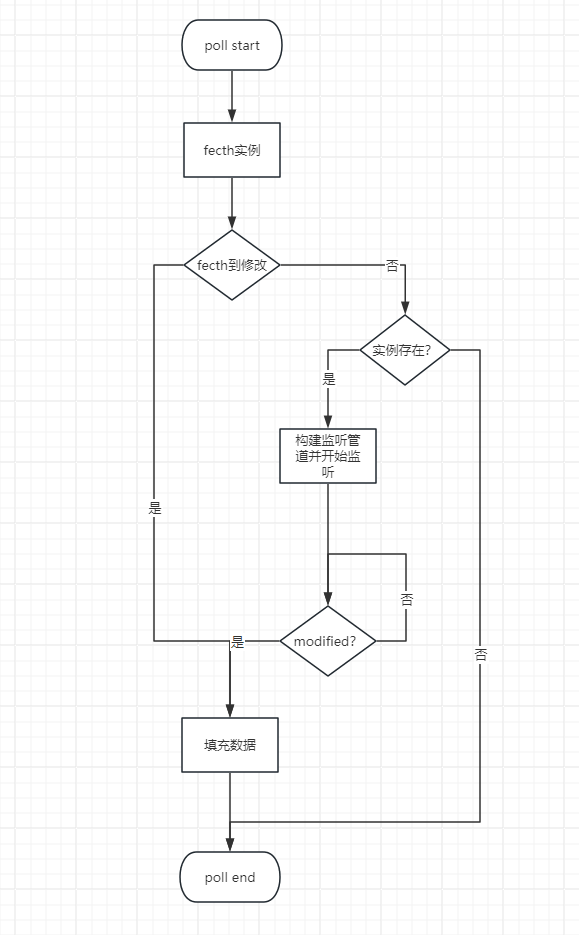 poll start
fecth实例
fecth到修改
否
实例存在？
是
构建监听管
道并开始监
听
是
否
modified？
是
否
填充数据
poll end